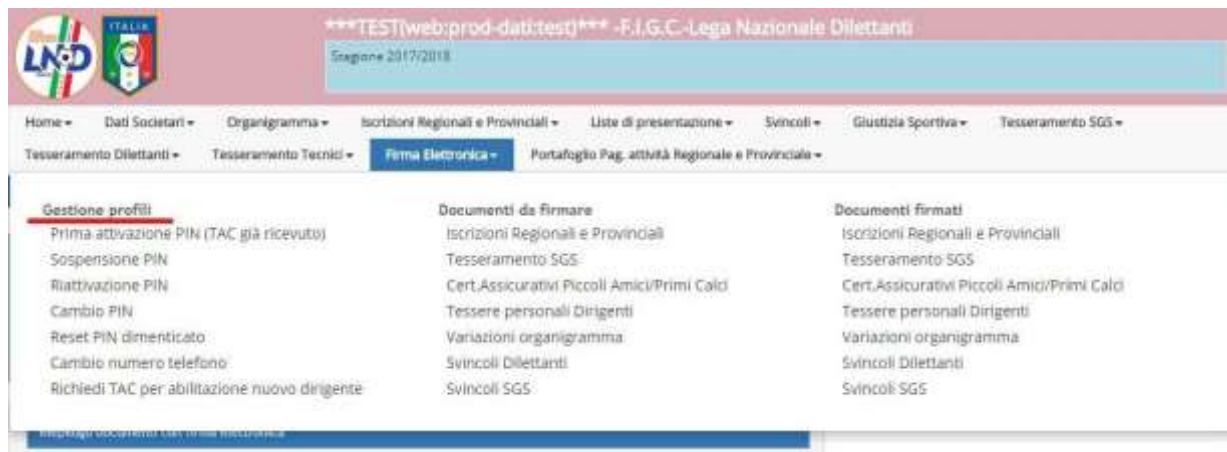 LND
ITALIA
***TEST(web:prod-dati:test)*** -F.I.G.C.-Lega Nazionale Dilettanti
Stagione 2017/2018
Home Dati Societari Organigramma Iscrizioni Regionali e Provinciali Liste di presentazione Svincoli Giustizia Sportiva Tesseramento SGS
Tesseramento Dilettanti Tesseramento Tecnici Firma Elettronica Portafoglio Pag. attività Regionale e Provinciale
Gestione profili
Prima attivazione PIN (TAC già ricevuto)
Sospensione PIN
Riattivazione PIN
Cambio PIN
Reset PIN dimenticato
Cambio numero telefono
Richiedi TAC per abilitazione nuovo dirigente
Documenti da firmare
Iscrizioni Regionali e Provinciali
Tesseramento SGS
Cert.Assicurativi Piccoli Amici/Primi Calci
Tessere personali Dirigenti
Variazioni organigramma
Svincoli Dilettanti
Svincoli SGS
Documenti firmati
Iscrizioni Regionali e Provinciali
Tesseramento SGS
Cert.Assicurativi Piccoli Amici/Primi Calci
Tessere personali Dirigenti
Variazioni organigramma
Svincoli Dilettanti
Svincoli SGS